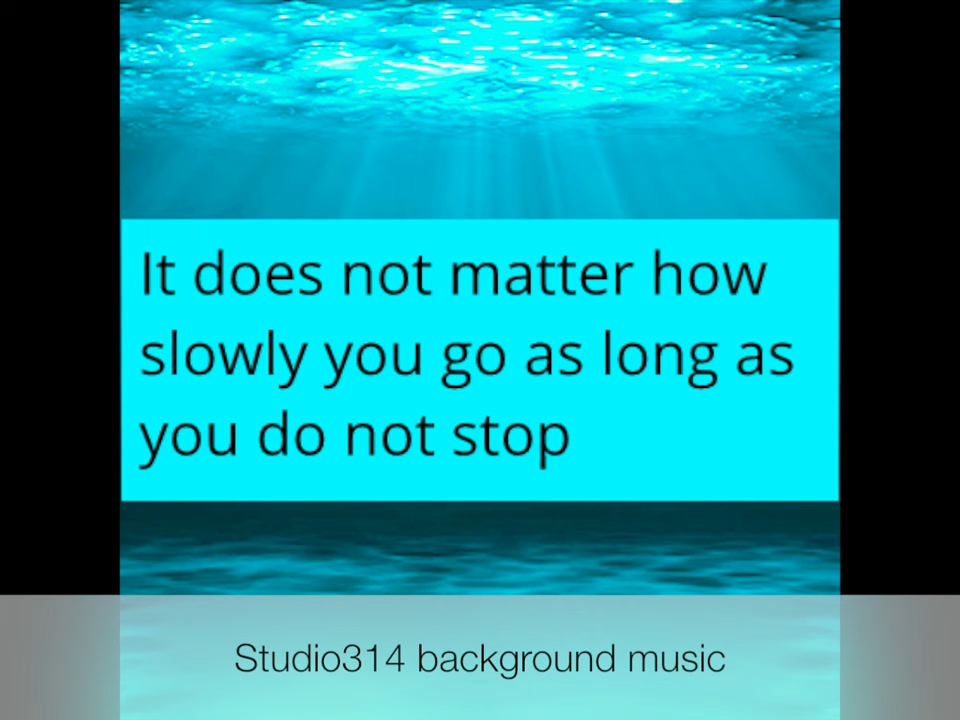 It does not matter how
slowly you go as long as
you do not stop
Studio314 background music